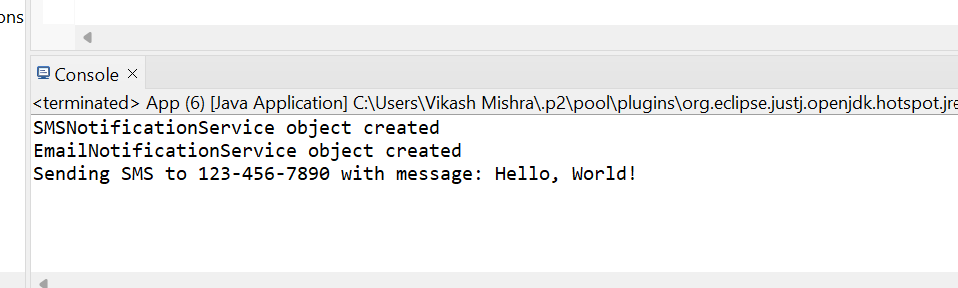 ons
Console
<terminated> App (6) [Java Application] C:\Users\Vikash Mishra\.p2\pool\plugins\org.eclipse.justj.openjdk.hotspot.jre
SMSNotificationService object created
EmailNotificationService object created
Sending SMS to 123-456-7890 with message: Hello, World!